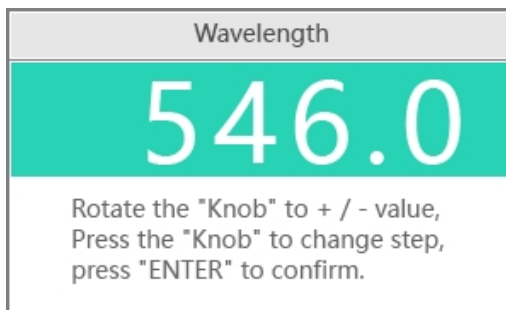 Wavelength
546.0
Rotate the "Knob" to + / - value,
Press the "Knob" to change step,
press "ENTER" to confirm.